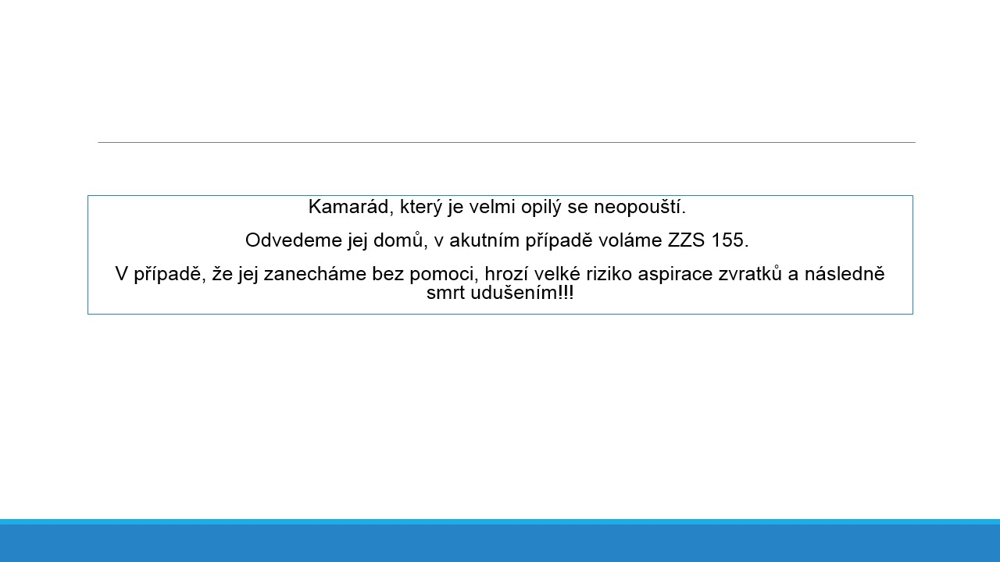 Kamarád, který je velmi opilý se neopouští.
Odvedeme jej domů, v akutním případě voláme ZZS 155.
V případě, že jej zanecháme bez pomoci, hrozí velké riziko aspirace zvratků a následně
smrt udušením!!!